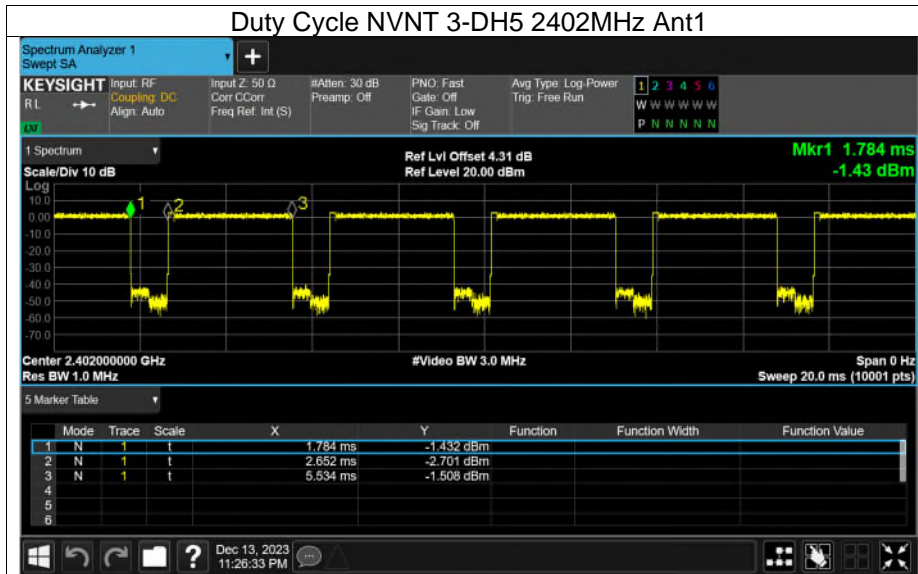 Duty Cycle NVNT 3-DH5 2402MHz Ant1
Spectrum Analyzer 1
Swept SA
+
KEYSIGHT Input: RF Input Z: 50 Ω #Atten: 30 dB PNO: Fast Avg Type: Log-Power 1 2 3 4 5 6
RL Coupling: DC Corr CCorr Preamp: Off Gate: Off Trig: Free Run W W W W W W
Align: Auto Freq Ref: Int (S) IF Gain: Low
LXI Sig Track: Off P N N N N N
1 Spectrum Ref Lvl Offset 4.31 dB Mkr1 1.784 ms
Scale/Div 10 dB Ref Level 20.00 dBm -1.43 dBm
Log
10.0 1 2 3
0.00
-10.0
-20.0
-30.0
-40.0
-50.0
-60.0
-70.0
Center 2.402000000 GHz #Video BW 3.0 MHz Span 0 Hz
Res BW 1.0 MHz Sweep 20.0 ms (10001 pts)
5 Marker Table
Mode Trace Scale X Y Function Function Width Function Value
1 N 1 t 1.784 ms -1.432 dBm
2 N 1 t 2.652 ms -2.701 dBm
3 N 1 t 5.534 ms -1.508 dBm
4
5
6
? Dec 13, 2023
11:26:33 PM